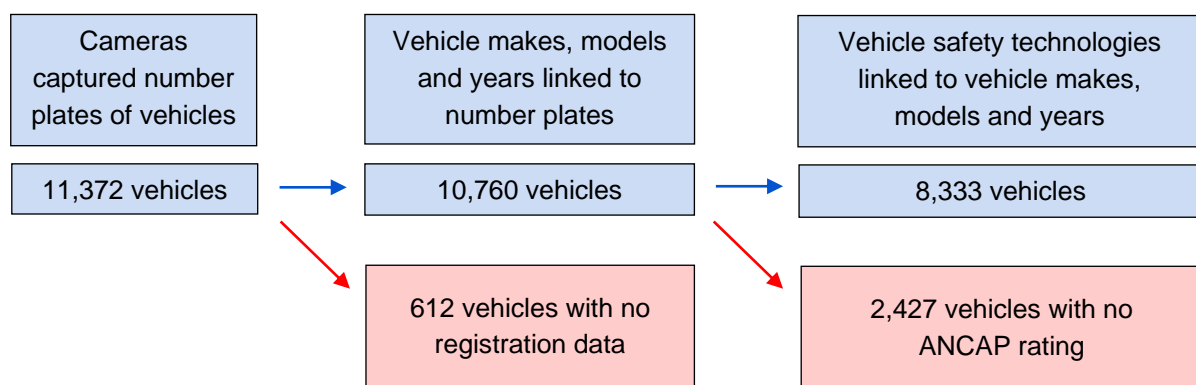 Cameras
captured number
plates of vehicles
Vehicle makes, models
and years linked to
number plates
Vehicle safety technologies
linked to vehicle makes,
models and years
11,372 vehicles
10,760 vehicles
8,333 vehicles
612 vehicles with no
registration data
2,427 vehicles with no
ANCAP rating